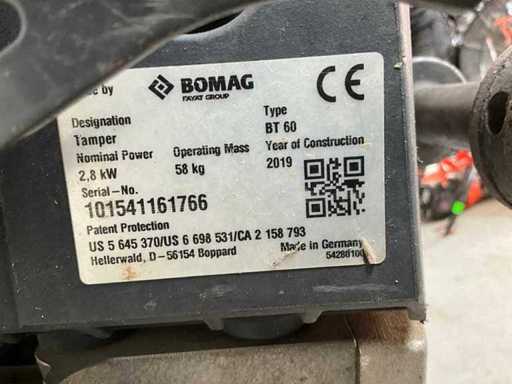 by BOMAG CE
FAYAT GROUP
Designation Type
Tamper BT 60
Nominal Power Operating Mass Year of Construction
2,8 kW 58 kg 2019
Serial-No.
101541161766
Patent Protection
US 5 645 370/US 6 698 531/CA 2 158 793
Hellerwald, D-56154 Boppard Made in Germany